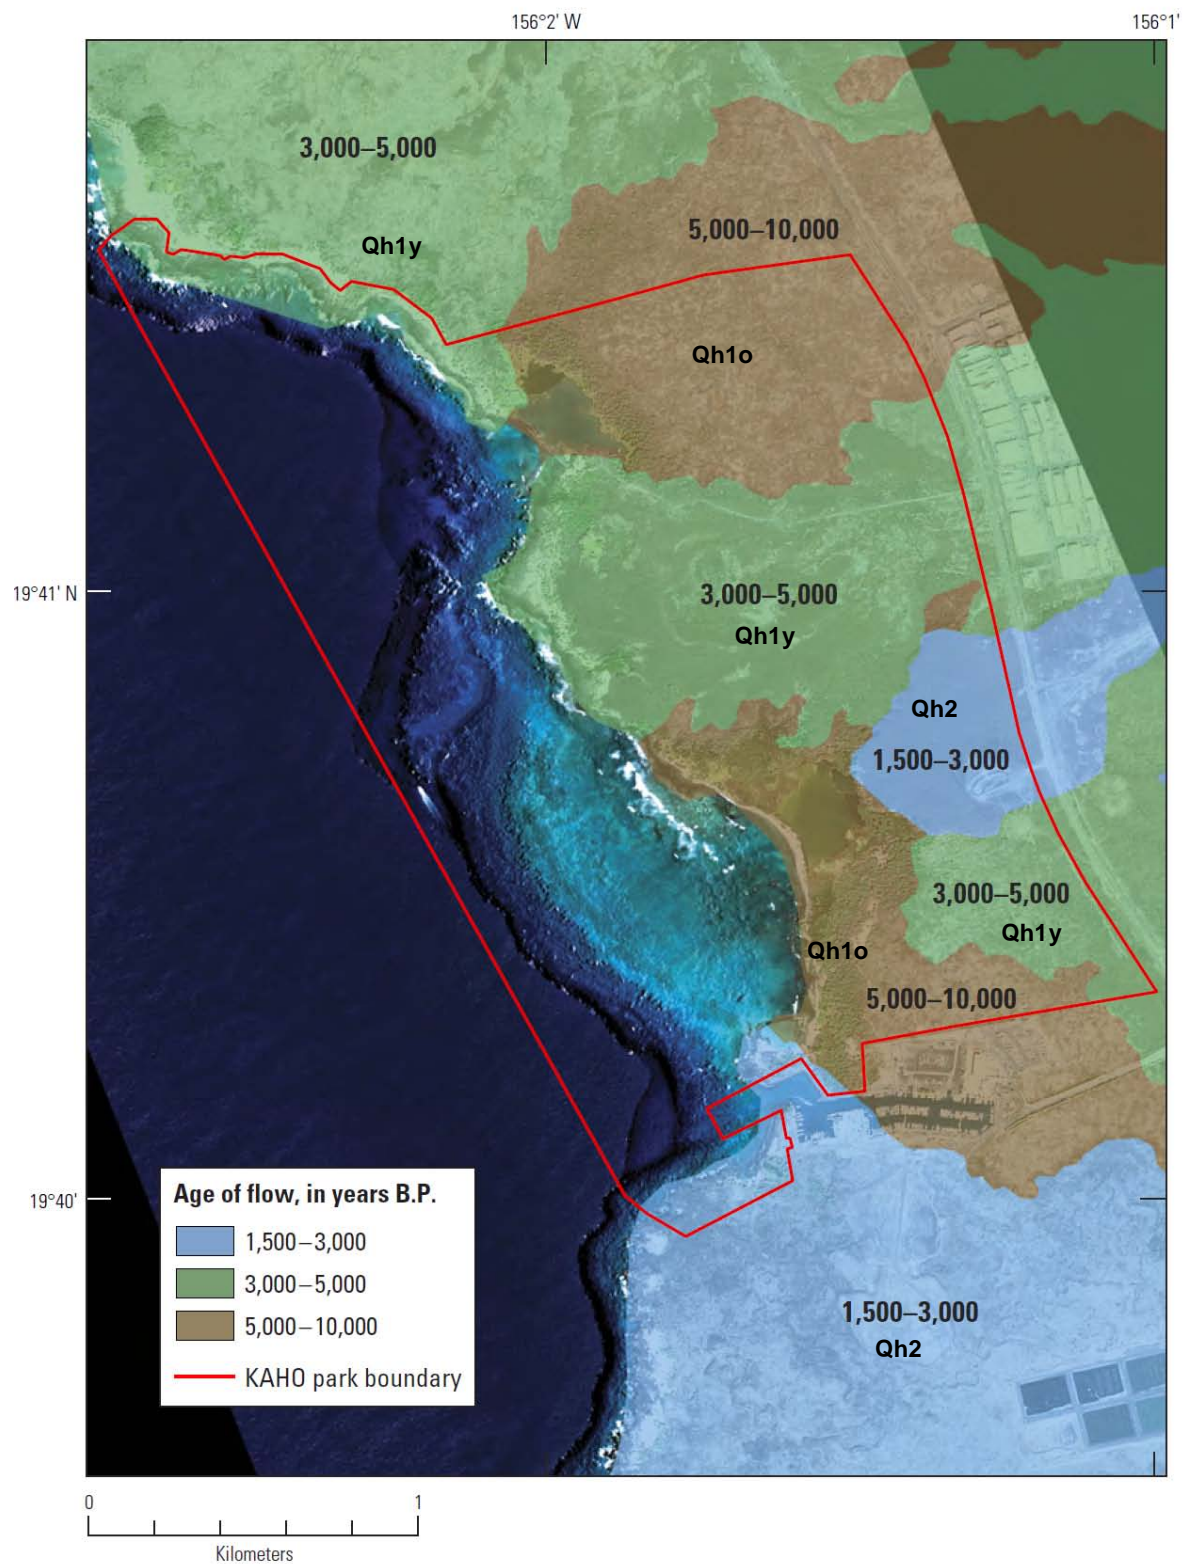 156°2' W
156°1'
3,000–5,000
5,000–10,000
Qh1y
Qh1o
19°41' N
3,000–5,000
Qh1y
Qh2
1,500–3,000
3,000–5,000
Qh1y
Qh1o
5,000–10,000
19°40'
Age of flow, in years B.P.
1,500–3,000
3,000–5,000
5,000–10,000
KAHO park boundary
1,500–3,000
Qh2
0 1
Kilometers